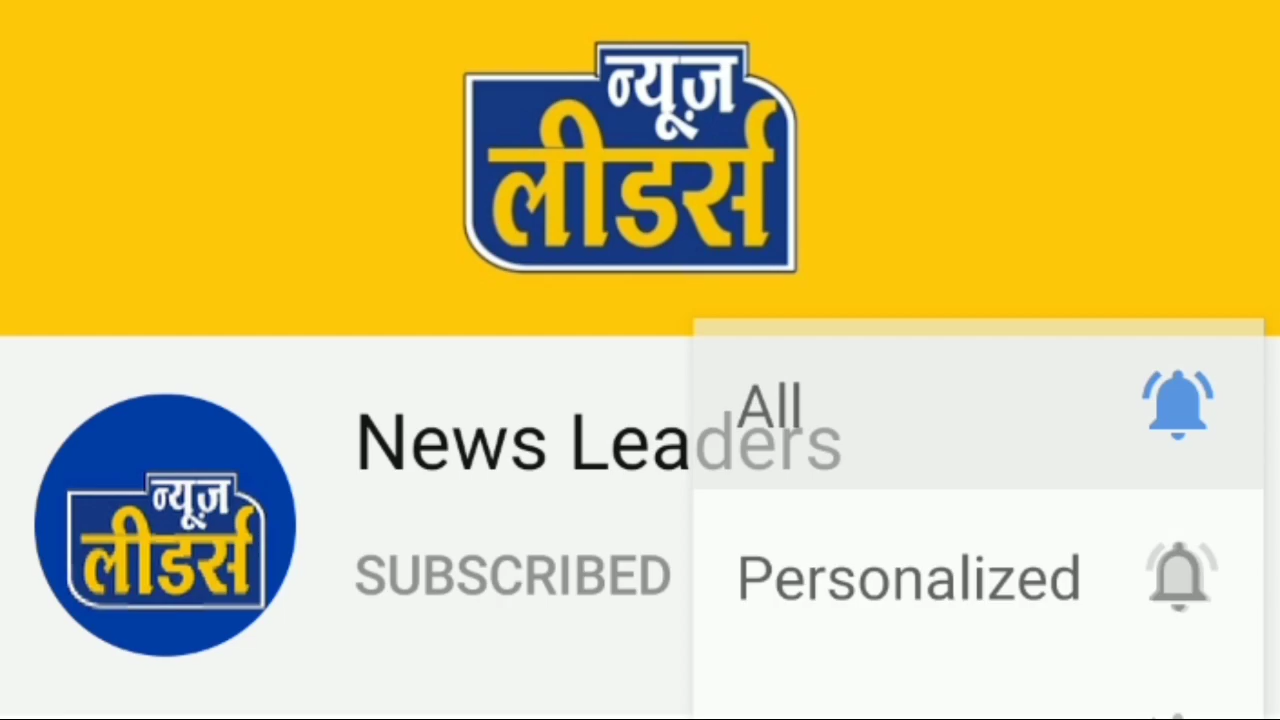 न्यूज़
लीडर्स
न्यूज़
लीडर्स
News Leaders
SUBSCRIBED
All
Personalized